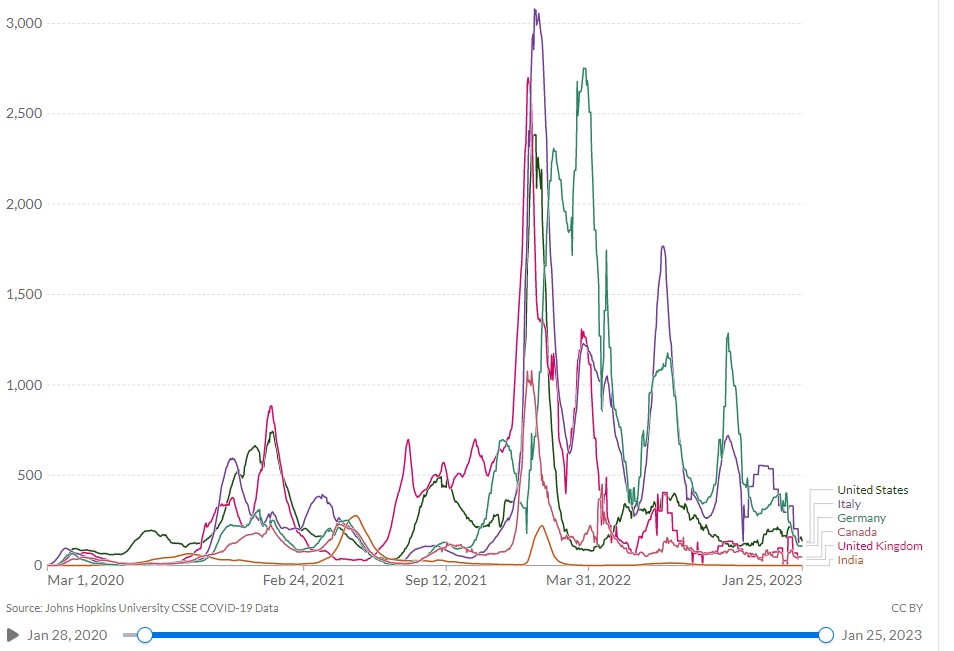 3,000
2,500
2,000
1,500
1,000
500
0
United States
Italy
Germany
Canada
United Kingdom
India
Mar 1, 2020 Feb 24, 2021 Sep 12, 2021 Mar 31, 2022 Jan 25, 2023
Source: Johns Hopkins University CSSE COVID-19 Data CC BY
Jan 28, 2020 Jan 25, 2023